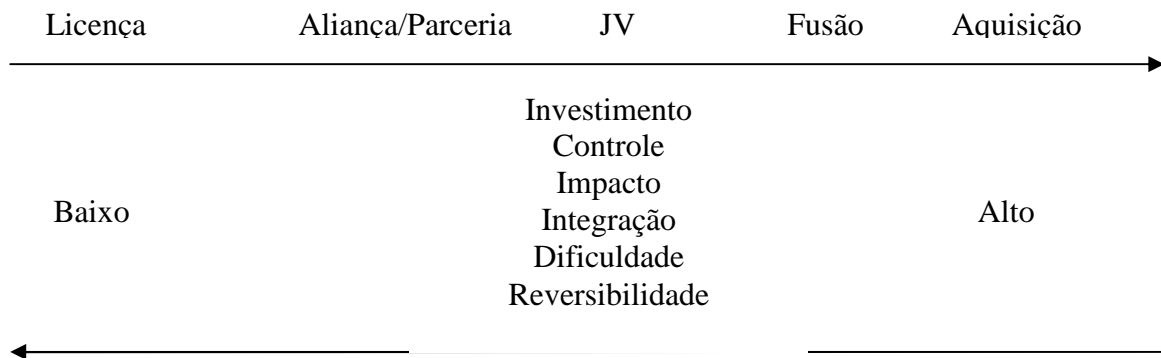 Licença Aliança/Parceria JV Fusão Aquisição
Investimento
Controle
Impacto
Baixo Integração Alto
Dificuldade
Reversibilidade